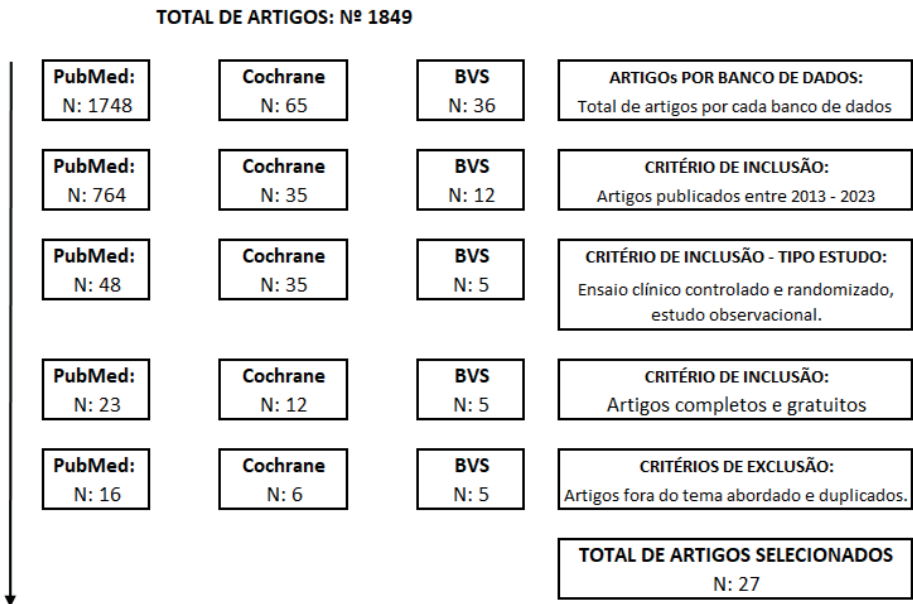 TOTAL DE ARTIGOS: Nº 1849
PubMed:
N: 1748
Cochrane
N: 65
BVS
N: 36
ARTIGOs POR BANCO DE DADOS:
Total de artigos por cada banco de dados
PubMed:
N: 764
Cochrane
N: 35
BVS
N: 12
CRITÉRIO DE INCLUSÃO:
Artigos publicados entre 2013 - 2023
PubMed:
N: 48
Cochrane
N: 35
BVS
N: 5
CRITÉRIO DE INCLUSÃO - TIPO ESTUDO:
Ensaio clínico controlado e randomizado,
estudo observacional.
PubMed:
N: 23
Cochrane
N: 12
BVS
N: 5
CRITÉRIO DE INCLUSÃO:
Artigos completos e gratuitos
PubMed:
N: 16
Cochrane
N: 6
BVS
N: 5
CRITÉRIOS DE EXCLUSÃO:
Artigos fora do tema abordado e duplicados.
TOTAL DE ARTIGOS SELECIONADOS
N: 27